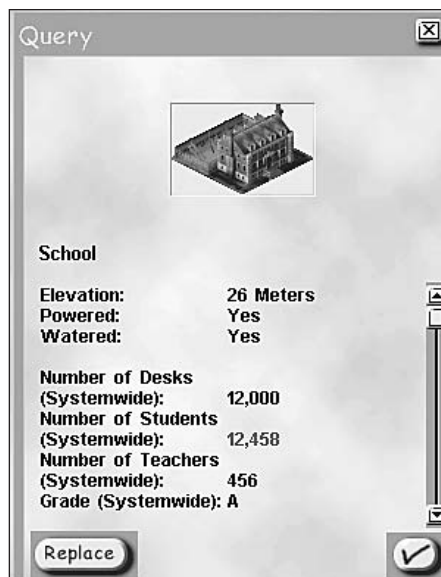 Query
School
Elevation: 26 Meters
Powered: Yes
Watered: Yes
Number of Desks
(Systemwide): 12,000
Number of Students
(Systemwide): 12,458
Number of Teachers
(Systemwide): 456
Grade (Systemwide): A
Replace